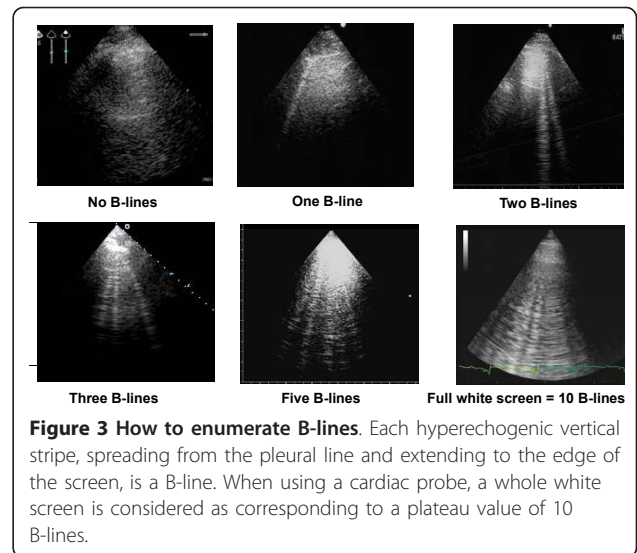 No B-lines
One B-line
Two B-lines
Three B-lines
Five B-lines
Full white screen = 10 B-lines
Figure 3 How to enumerate B-lines. Each hyperechogenic vertical
stripe, spreading from the pleural line and extending to the edge of
the screen, is a B-line. When using a cardiac probe, a whole white
screen is considered as corresponding to a plateau value of 10
B-lines.